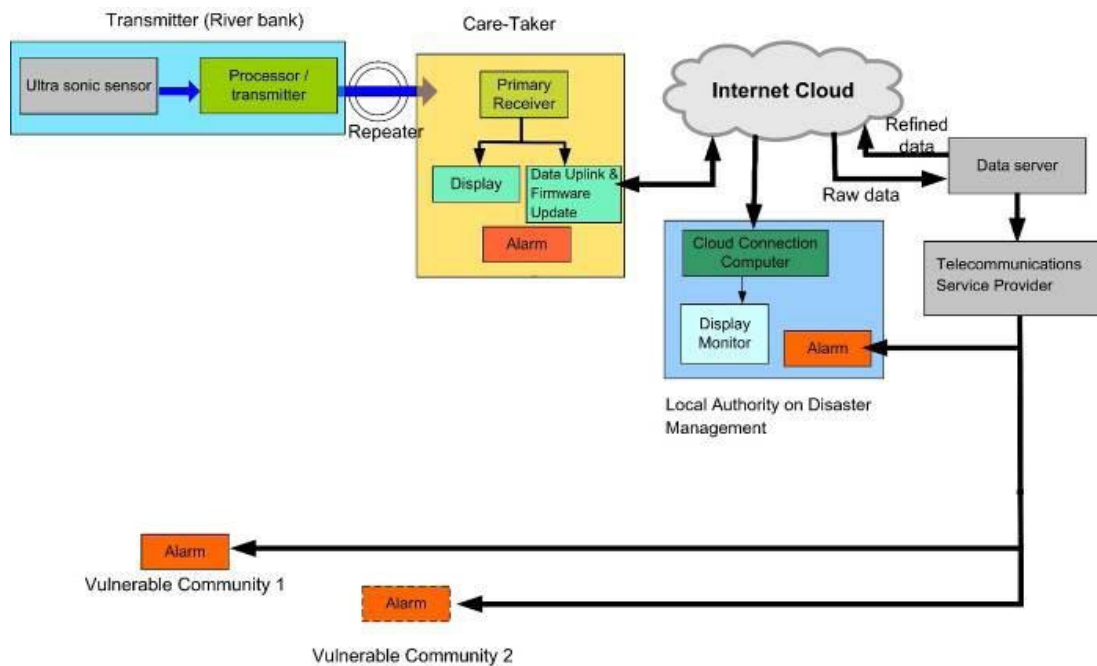 Transmitter (River bank)
Ultra sonic sensor
Processor /
transmitter
Repeater
Care-Taker
Primary
Receiver
Display
Data Uplink &
Firmware
Update
Alarm
Internet Cloud
Refined
data
Raw data
Data server
Telecommunications
Service Provider
Cloud Connection
Computer
Display
Monitor
Alarm
Local Authority on Disaster
Management
Alarm
Vulnerable Community 1
Alarm
Vulnerable Community 2